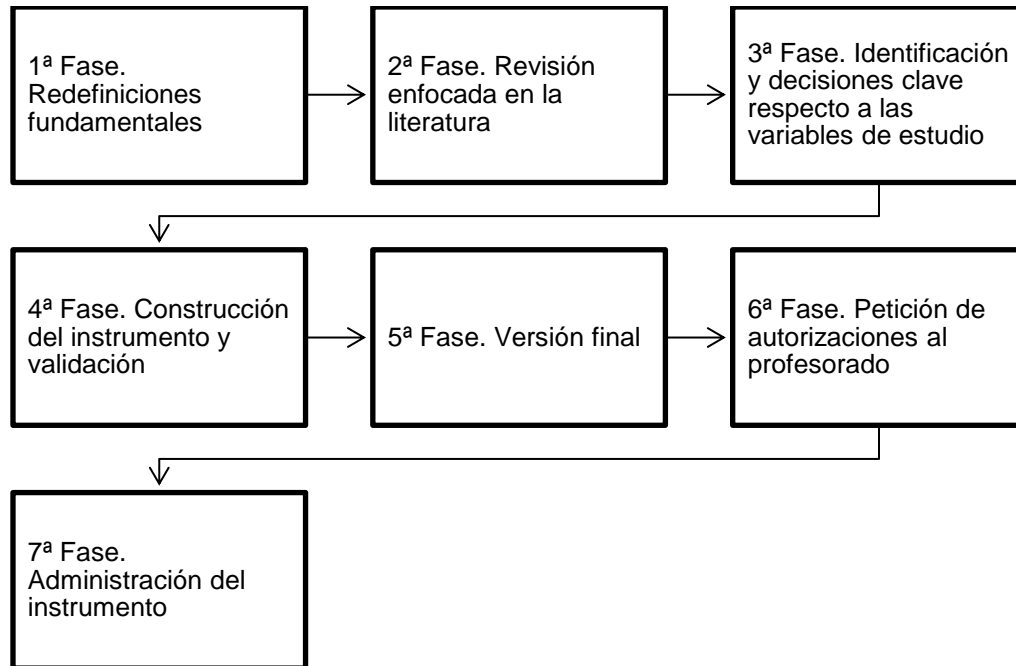 1ª Fase.
Redefiniciones
fundamentales
2ª Fase. Revisión
enfocada en la
literatura
3ª Fase. Identificación
y decisiones clave
respecto a las
variables de estudio
4ª Fase. Construcción
del instrumento y
validación
5ª Fase. Versión final
6ª Fase. Petición de
autorizaciones al
profesorado
7ª Fase.
Administración del
instrumento